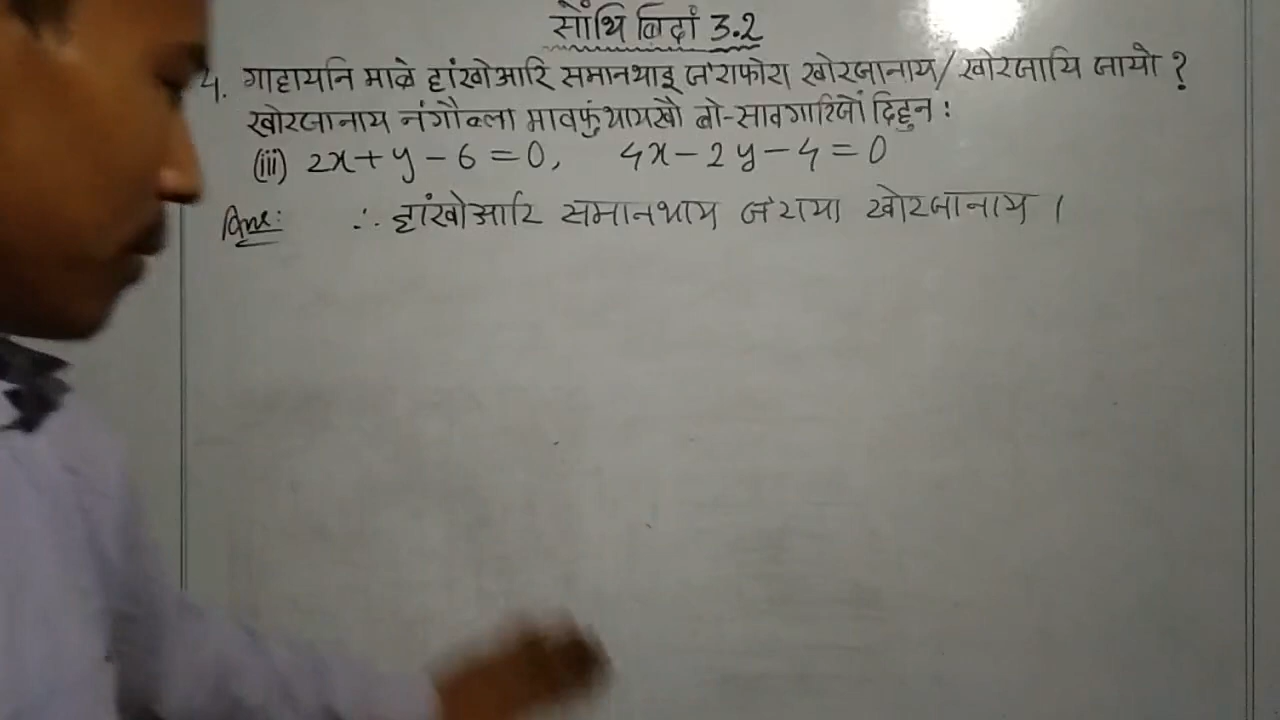 सोंथि बिदां 3.2
4. गाहायनि माबे हांखोआरि समानथाइ ज'राफोरा खोरजानाय/खोरजायि जायो ?
खोरजानाय नंगौब्ला सावफुंथायखौ बो-सावगारिजों दिहुन :
(iii) 2x + y - 6 = 0, 4x - 2y - 4 = 0
Ans: ∴ हांखोआरि समानथाय ज'राया खोरजानाय ।